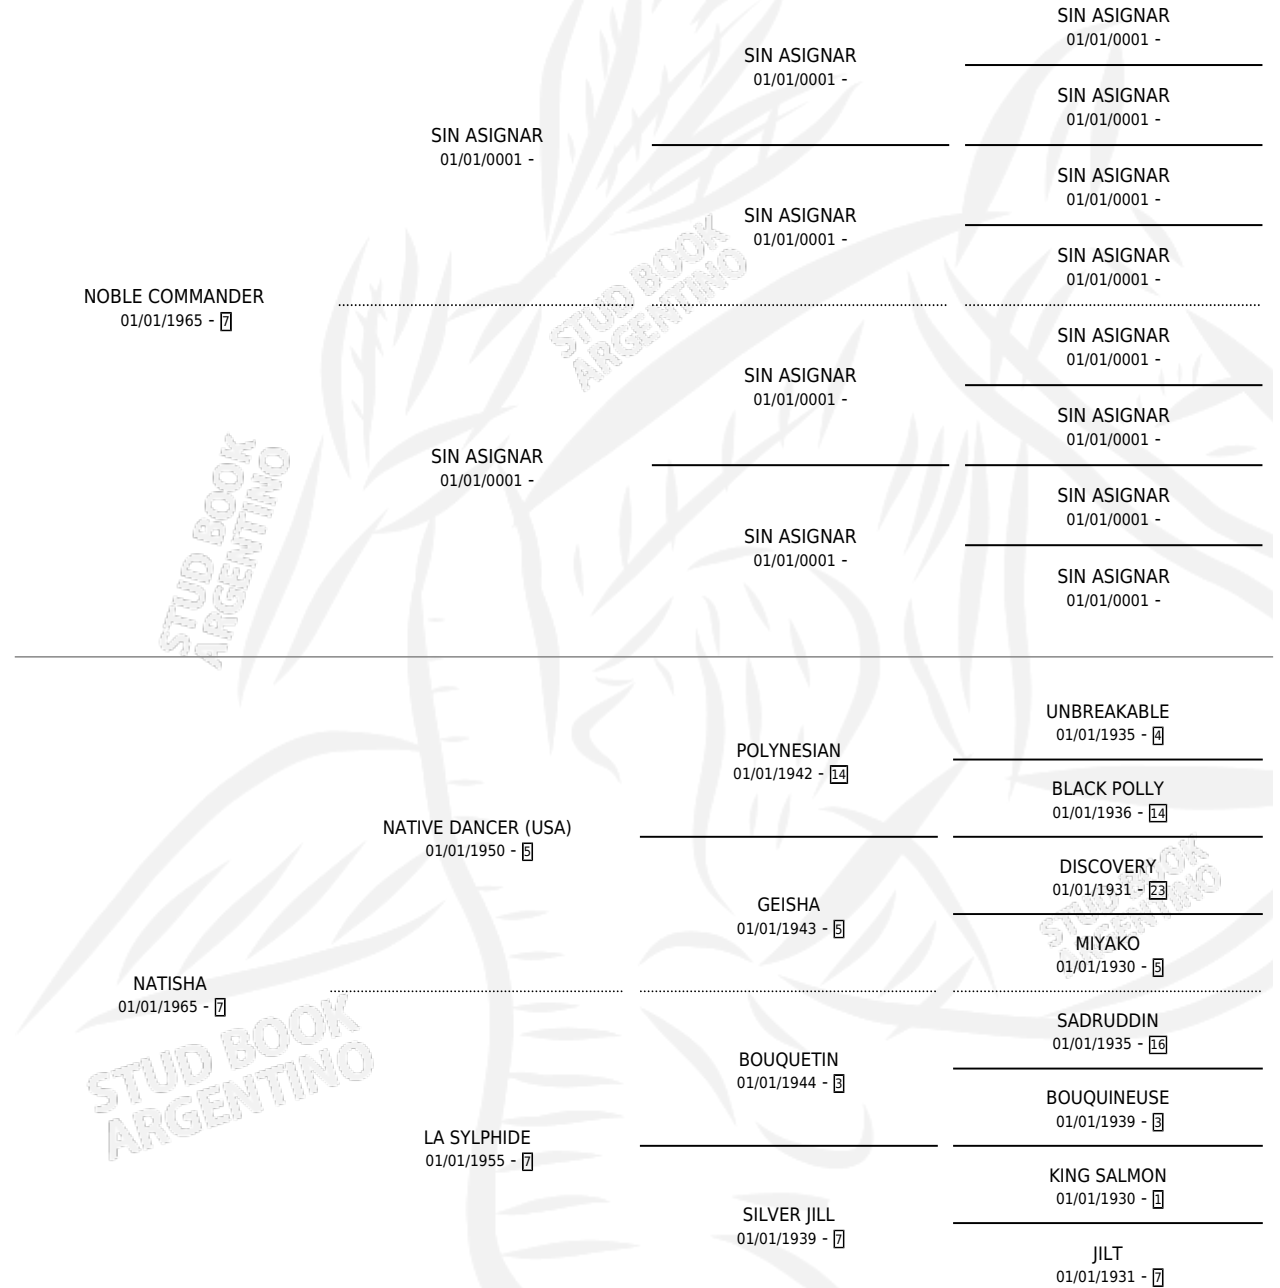 SIN ASIGNAR
01/01/0001 -
SIN ASIGNAR
01/01/0001 -
SIN ASIGNAR
01/01/0001 -
SIN ASIGNAR
01/01/0001 -
SIN ASIGNAR
01/01/0001 -
SIN ASIGNAR
01/01/0001 -
SIN ASIGNAR
01/01/0001 -
STUD BOOK
ARGENTINO
NOBLE COMMANDER
01/01/1965 - 7
SIN ASIGNAR
01/01/0001 -
SIN ASIGNAR
01/01/0001 -
SIN ASIGNAR
01/01/0001 -
SIN ASIGNAR
01/01/0001 -
SIN ASIGNAR
01/01/0001 -
SIN ASIGNAR
01/01/0001 -
SIN ASIGNAR
01/01/0001 -
STUD BOOK
ARGENTINO
UNBREAKABLE
01/01/1935 - 4
POLYNESIAN
01/01/1942 - 14
BLACK POLLY
01/01/1936 - 14
NATIVE DANCER (USA)
01/01/1950 - 5
DISCOVERY
01/01/1931 - 23
GEISHA
01/01/1943 - 5
STUD BOOK
ARGENTINO
MIYAKO
01/01/1930 - 5
NATISHA
01/01/1965 - 7
SADRUDDIN
01/01/1935 - 16
STUD BOOK
ARGENTINO
BOUQUETIN
01/01/1944 - 3
BOUQUINEUSE
01/01/1939 - 3
LA SYLPHIDE
01/01/1955 - 7
KING SALMON
01/01/1930 - 1
SILVER JILL
01/01/1939 - 7
JILT
01/01/1931 - 7